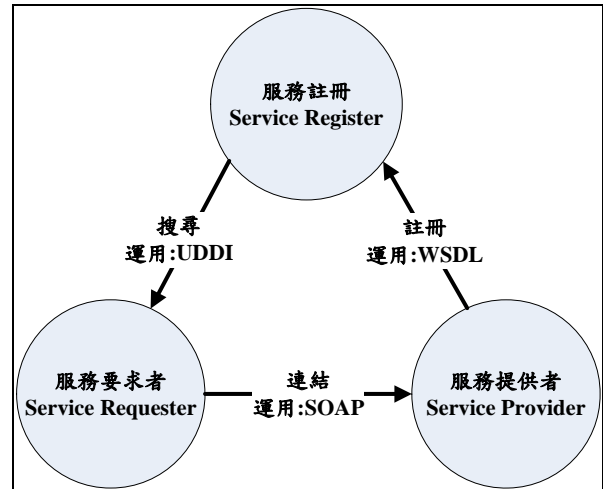 服務註冊
Service Register
搜尋
運用:UDDI
註冊
運用:WSDL
服務要求者
Service Requester
連結
運用:SOAP
服務提供者
Service Provider